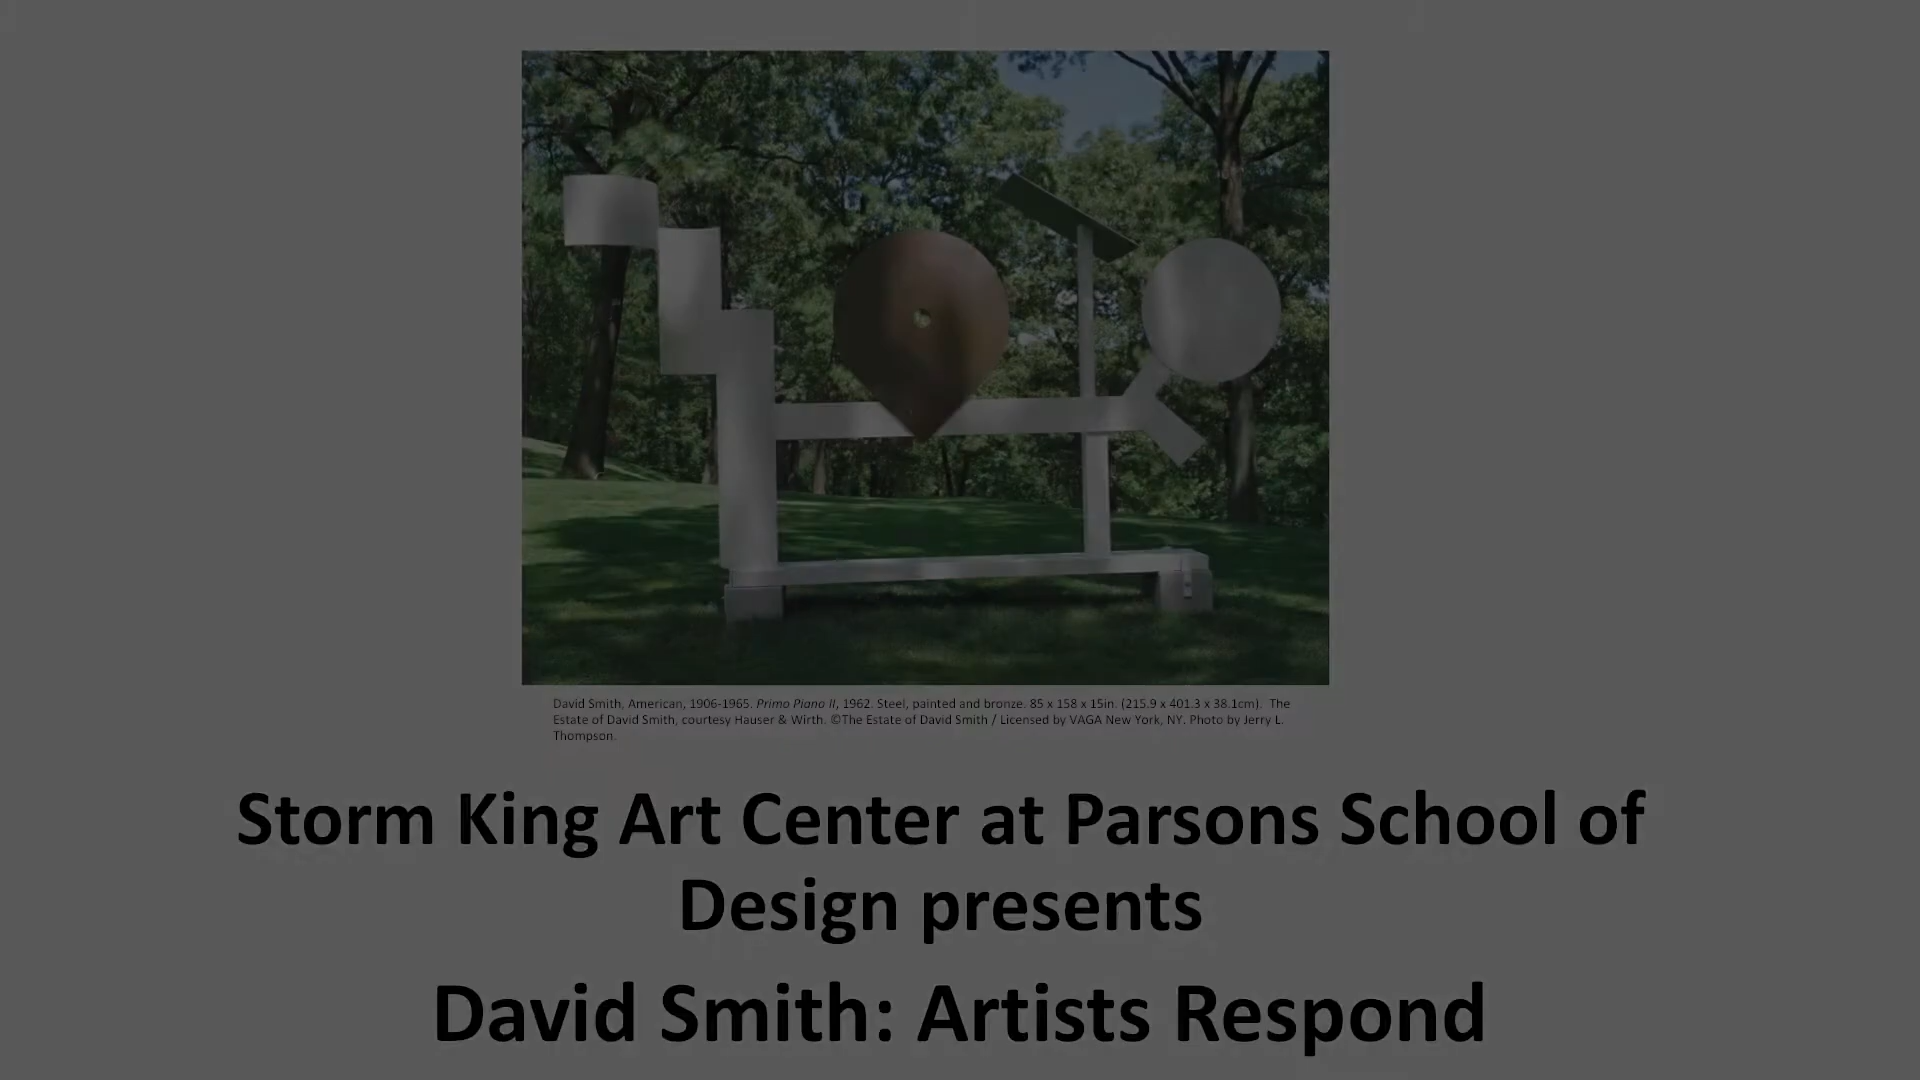 David Smith, American, 1906-1965. Primo Piano II, 1962. Steel, painted and bronze. 85 x 158 x 15in. (215.9 x 401.3 x 38.1cm). The
Estate of David Smith, courtesy Hauser & Wirth. ©The Estate of David Smith / Licensed by VAGA New York, NY. Photo by Jerry L.
Thompson.
Storm King Art Center at Parsons School of
Design presents
David Smith: Artists Respond